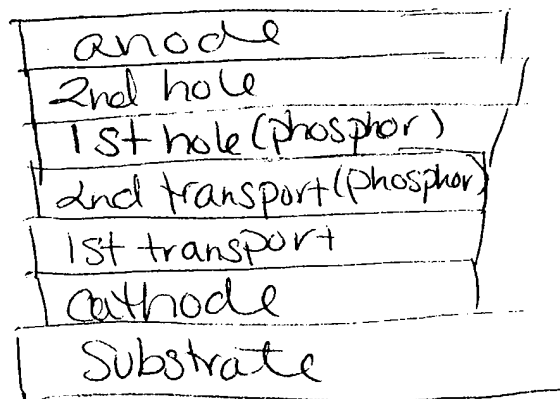 anode
2nd hole
1st hole (phosphor)
2nd transport (phosphor)
1st transport
Cathode
Substrate